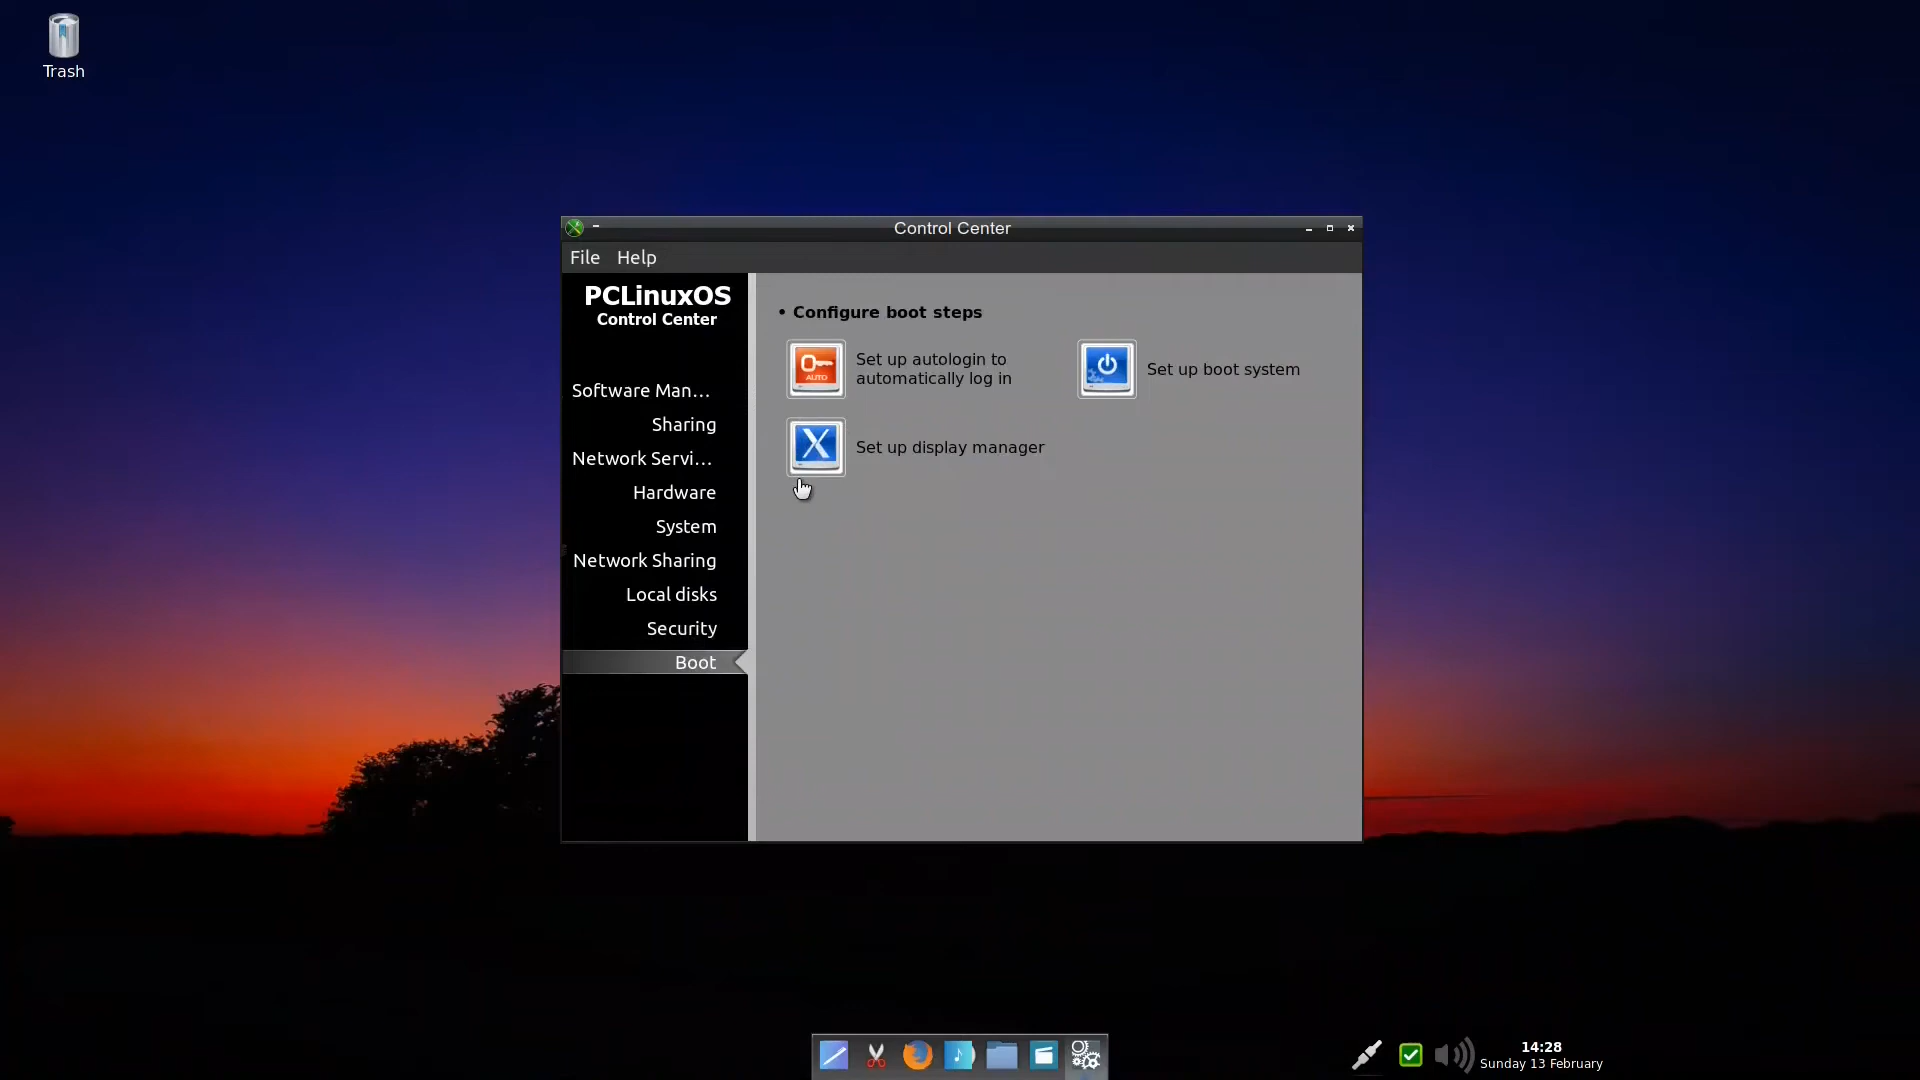 Trash
Control Center
File Help
PCLinuxOS
Control Center
Software Man...
Sharing
Network Servi...
Hardware
System
Network Sharing
Local disks
Security
Boot
• Configure boot steps
AUTO
Set up autologin to
automatically log in
Set up boot system
X
Set up display manager
14:28
Sunday 13 February